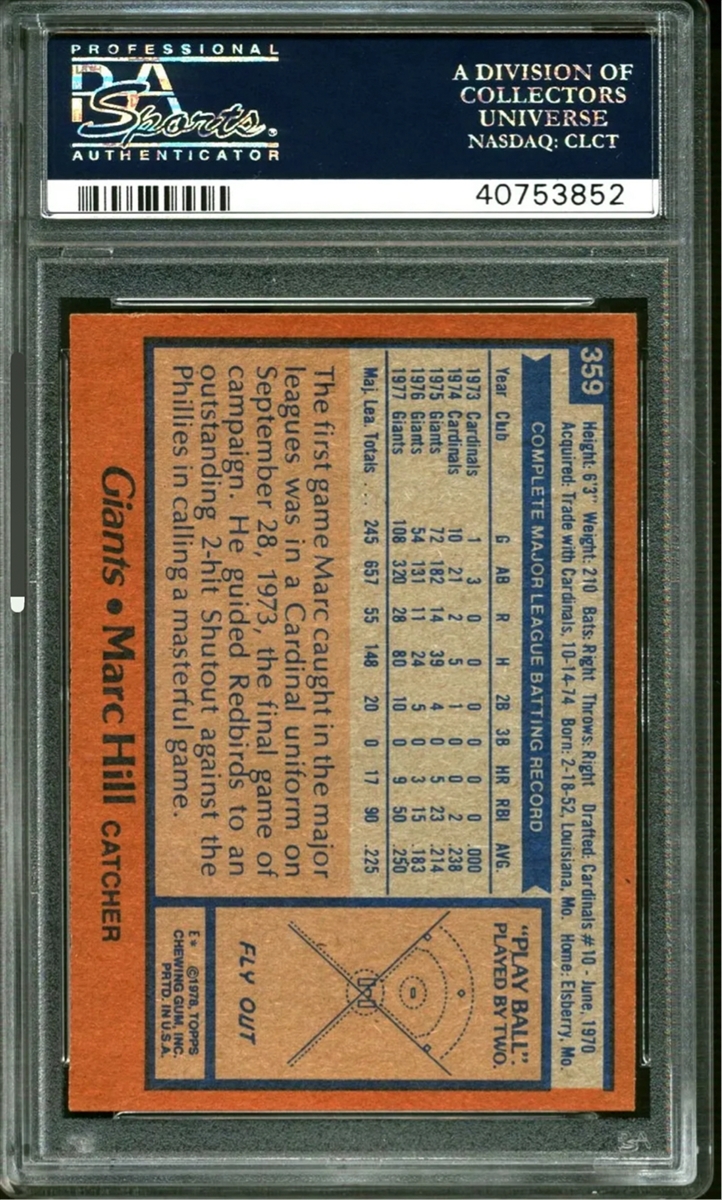 PROFESSIONAL
PSA
Sports®
AUTHENTICATOR
A DIVISION OF
COLLECTORS
UNIVERSE
NASDAQ: CLCT
40753852
359
Height: 6'3" Weight: 210 Bats: Right Throws: Right Drafted: Cardinals #10 - June, 1970
Acquired: Trade with Cardinals, 10-14-74 Born: 2-18-52, Louisiana, Mo. Home: Elsberry, Mo.
COMPLETE MAJOR LEAGUE BATTING RECORD
Year Club G AB R H 2B 3B HR RBI AVG.
1973 Cardinals 1 3 0 0 0 0 0 0 .000
1974 Cardinals 10 21 2 5 1 0 0 2 .238
1975 Giants 72 182 14 39 4 0 5 23 .214
1976 Giants 54 131 11 24 5 0 3 15 .183
1977 Giants 108 320 28 80 10 0 9 50 .250
Maj. Lea. Totals .... 245 657 55 148 20 0 17 90 .225
The first game Marc caught in the major
leagues was in a Cardinal uniform on
September 28, 1973, the final game of
campaign. He guided Redbirds to an
outstanding 2-hit Shutout against the
Phillies in calling a masterful game.
"PLAY BALL".
PLAYED BY TWO.
FLY OUT
E* ©1978, TOPPS
CHEWING GUM, INC.
PRTD. IN U.S.A.
Giants • Marc Hill CATCHER